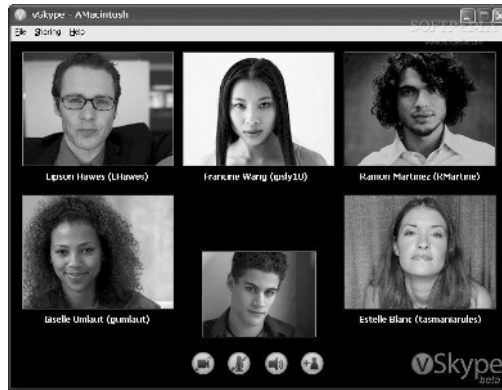 vSkype - AMacintosh
SOFTPEDIA
File Sharing Help
Lipson Hawes (LHawes)
Francine Wang (ipsly10)
Ramon Martinez (RMartine)
Giselle Umlaut (gumlaut)
Estelle Blanc (tasmaniarules)
vSkype
beta